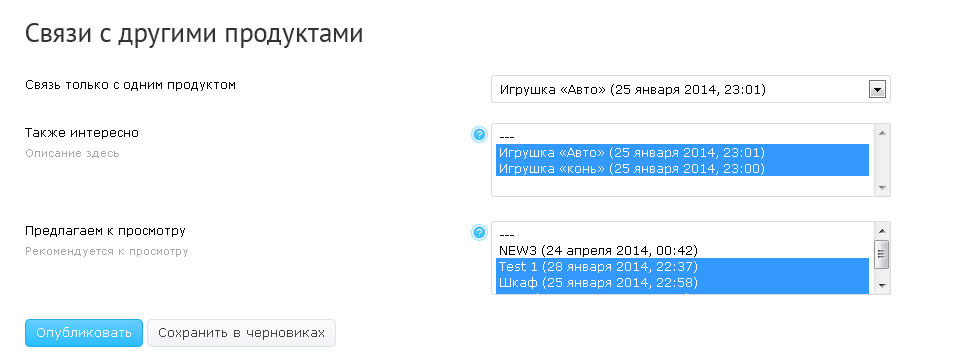 Связи с другими продуктами
Связь только с одним продуктом
Игрушка «Авто» (25 января 2014, 23:01)
Также интересно
Описание здесь
?
---
Игрушка «Авто» (25 января 2014, 23:01)
Игрушка «конь» (25 января 2014, 23:00)
Предлагаем к просмотру
Рекомендуется к просмотру
?
---
NEW3 (24 апреля 2014, 00:42)
Test 1 (28 января 2014, 22:37)
Шкаф (25 января 2014, 22:58)
Опубликовать
Сохранить в черновиках